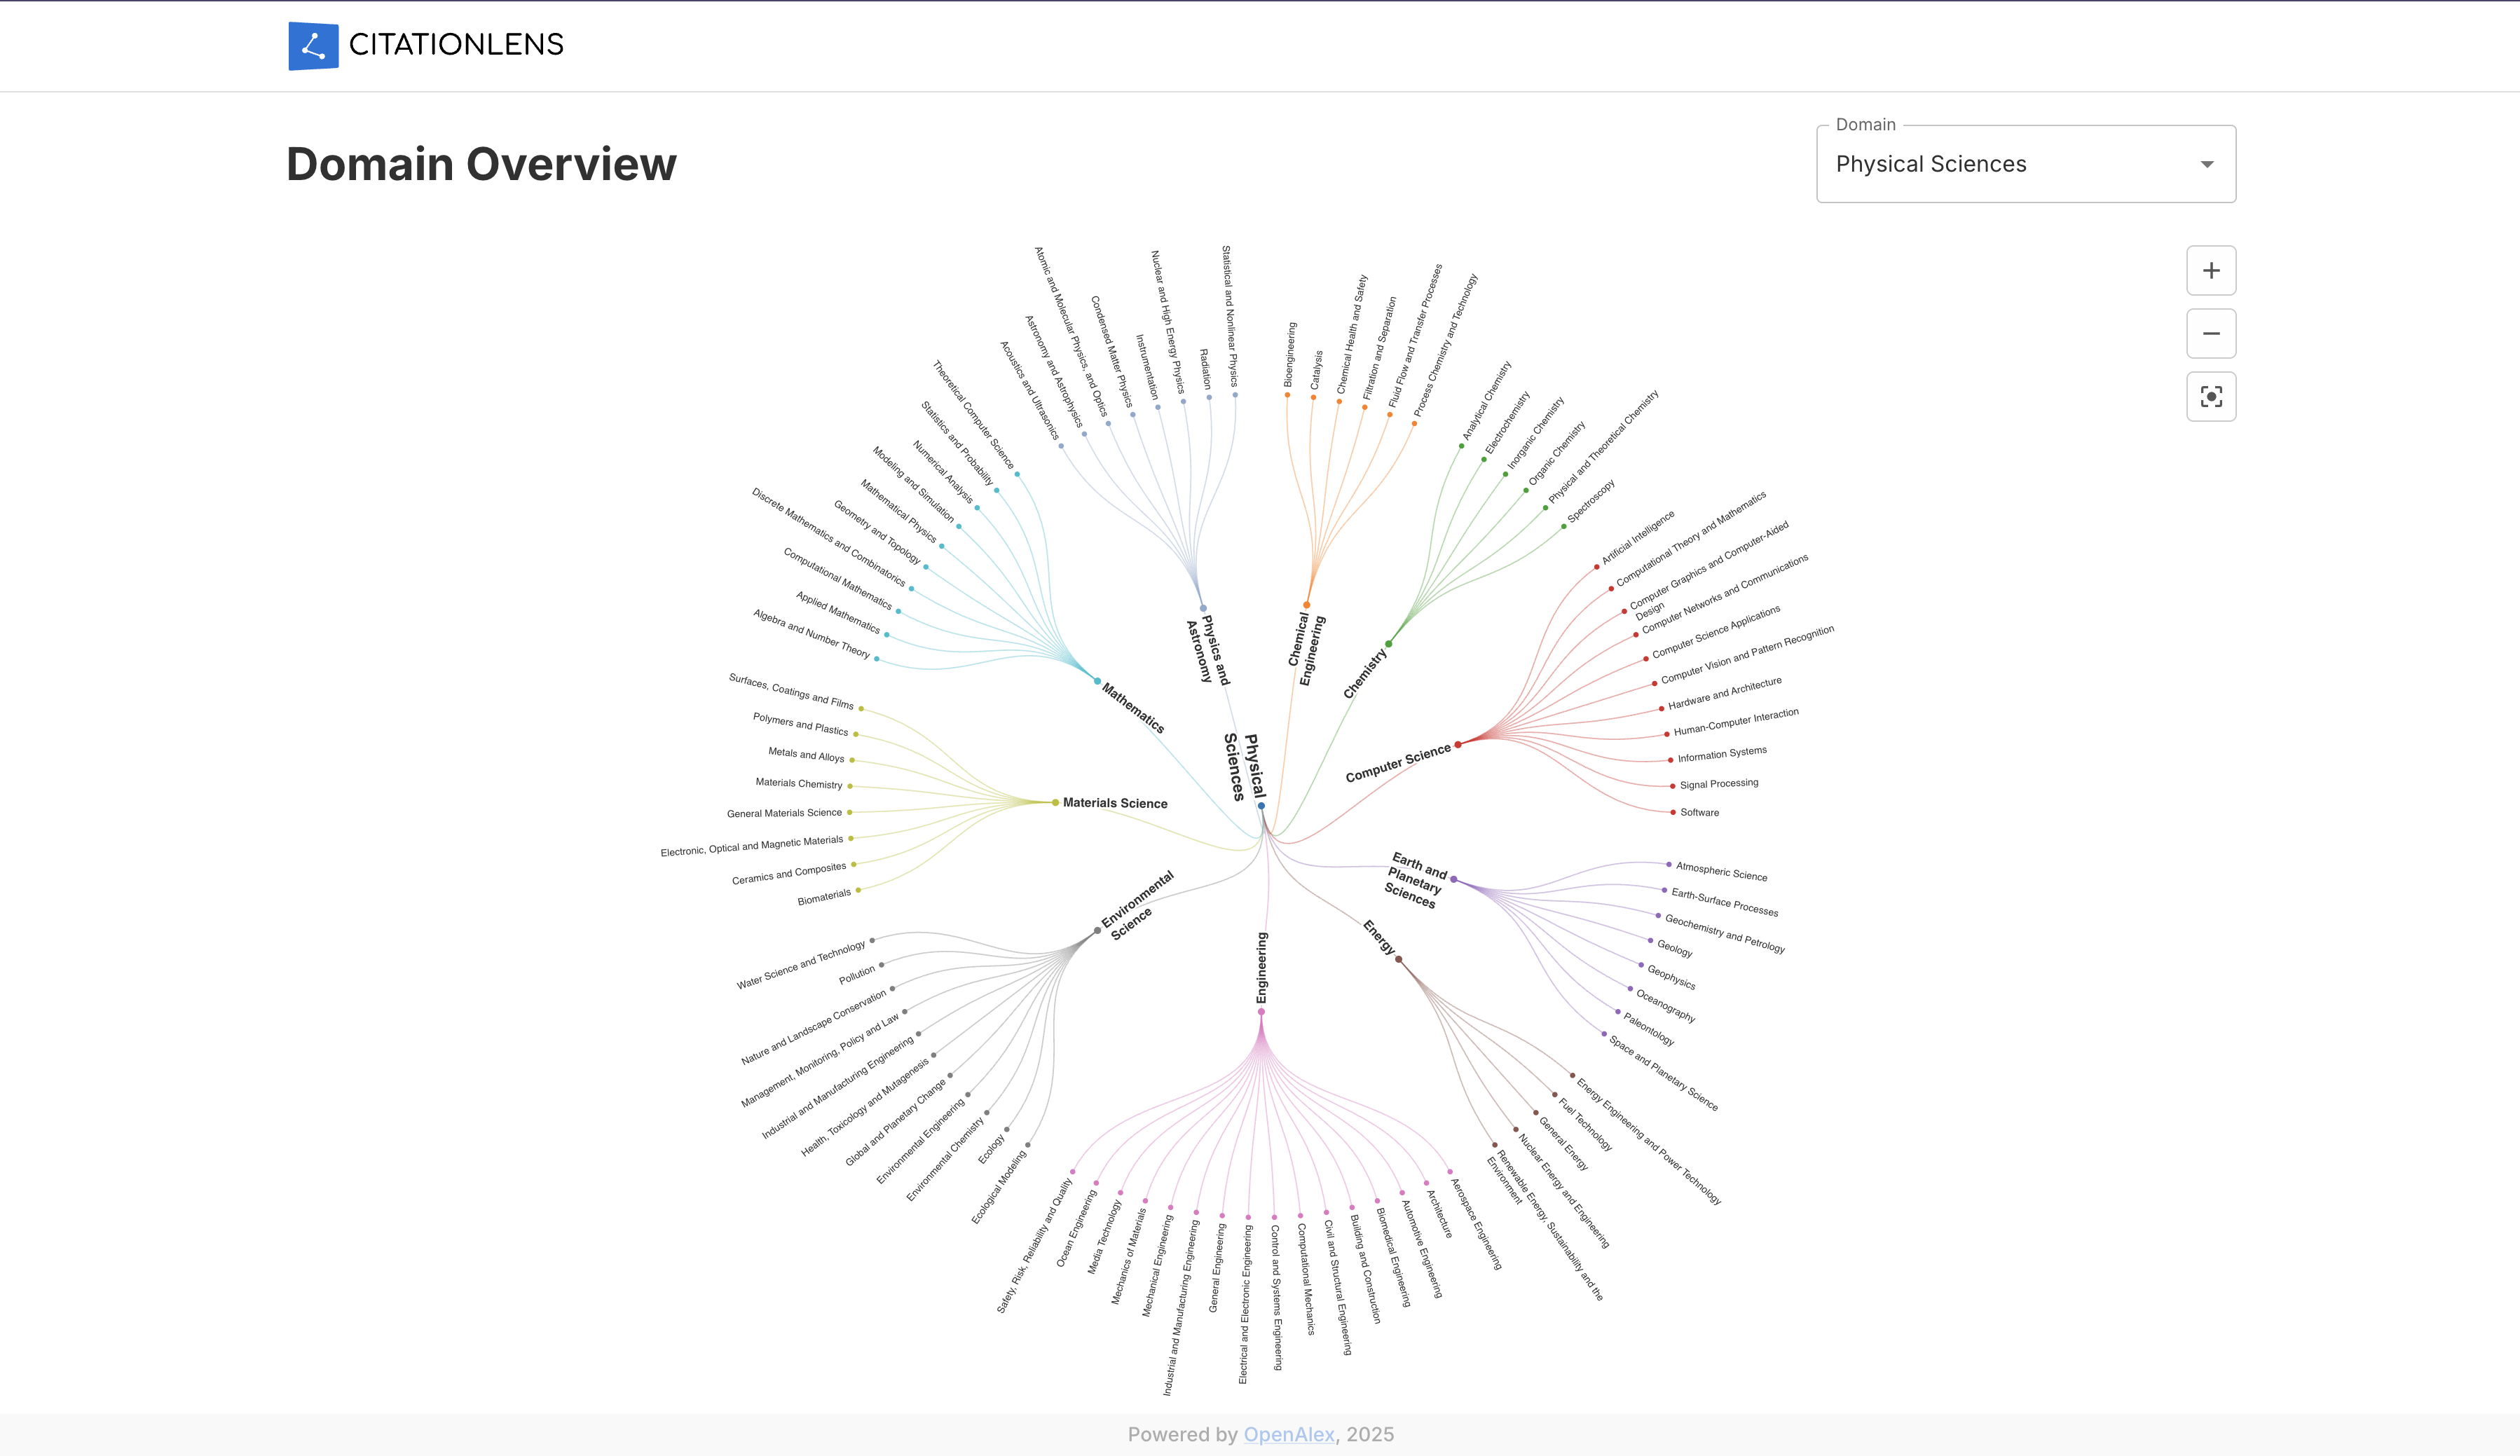 CITATIONLENS
Domain Overview
Domain
Physical Sciences
Physical
Sciences
Chemical
Engineering
Bioengineering
Catalysis
Chemical Health and Safety
Filtration and Separation
Fluid Flow and Transfer Processes
Process Chemistry and Technology
Chemistry
Analytical Chemistry
Electrochemistry
Inorganic Chemistry
Organic Chemistry
Physical and Theoretical Chemistry
Spectroscopy
Computer Science
Artificial Intelligence
Computational Theory and Mathematics
Computer Graphics and Computer-Aided
Design
Computer Networks and Communications
Computer Science Applications
Computer Vision and Pattern Recognition
Hardware and Architecture
Human-Computer Interaction
Information Systems
Signal Processing
Software
Earth and
Planetary
Sciences
Atmospheric Science
Earth-Surface Processes
Geochemistry and Petrology
Geology
Geophysics
Oceanography
Paleontology
Space and Planetary Science
Energy
Energy Engineering and Power Technology
Fuel Technology
General Energy
Nuclear Energy and Engineering
Renewable Energy, Sustainability and the
Environment
Engineering
Aerospace Engineering
Architecture
Automotive Engineering
Biomedical Engineering
Building and Construction
Civil and Structural Engineering
Computational Mechanics
Control and Systems Engineering
Electrical and Electronic Engineering
General Engineering
Industrial and Manufacturing Engineering
Mechanical Engineering
Mechanics of Materials
Media Technology
Ocean Engineering
Safety, Risk, Reliability and Quality
Environmental
Science
Ecological Modeling
Ecology
Environmental Chemistry
Environmental Engineering
Global and Planetary Change
Health, Toxicology and Mutagenesis
Industrial and Manufacturing Engineering
Management, Monitoring, Policy and Law
Nature and Landscape Conservation
Pollution
Water Science and Technology
Materials Science
Biomaterials
Ceramics and Composites
Electronic, Optical and Magnetic Materials
General Materials Science
Materials Chemistry
Metals and Alloys
Polymers and Plastics
Surfaces, Coatings and Films
Mathematics
Algebra and Number Theory
Applied Mathematics
Computational Mathematics
Discrete Mathematics and Combinatorics
Geometry and Topology
Mathematical Physics
Modeling and Simulation
Numerical Analysis
Statistics and Probability
Theoretical Computer Science
Physics and
Astronomy
Acoustics and Ultrasonics
Astronomy and Astrophysics
Atomic and Molecular Physics, and Optics
Condensed Matter Physics
Instrumentation
Nuclear and High Energy Physics
Radiation
Statistical and Nonlinear Physics
Powered by OpenAlex, 2025